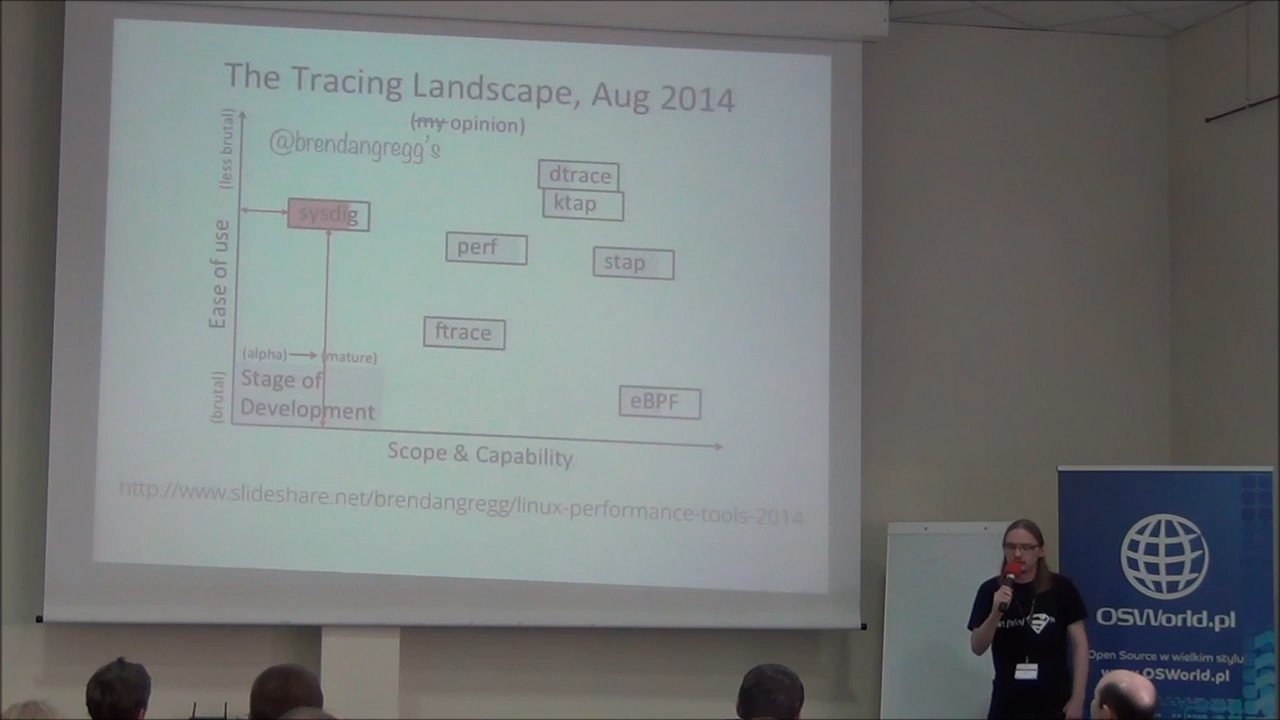 The Tracing Landscape, Aug 2014
(my opinion)
@brendangregg's
(less brutal)
Ease of use
(brutal)
dtrace
ktap
sysdig
perf
stap
ftrace
eBPF
(alpha) → (mature)
Stage of
Development
Scope & Capability
http://www.slideshare.net/brendangregg/linux-performance-tools-2014
OSWorld.pl
Open Source w wielkim stylu
www.OSWorld.pl